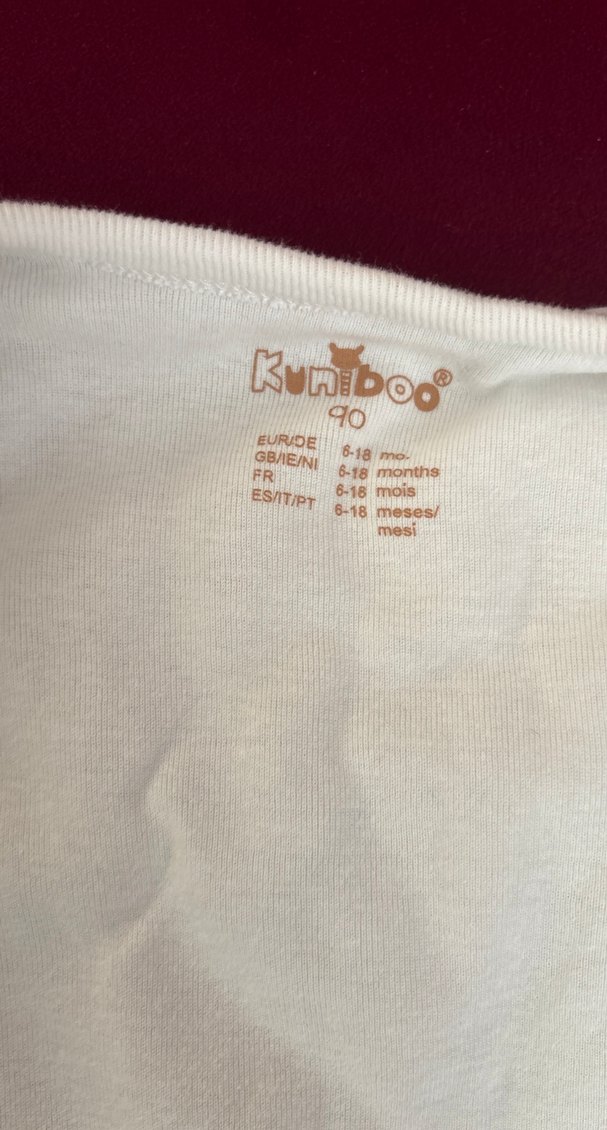 Kuniboo®
90
EUR/DE 6-18 mo.
GB/IE/NI 6-18 months
FR 6-18 mois
ES/IT/PT 6-18 meses/
mesi